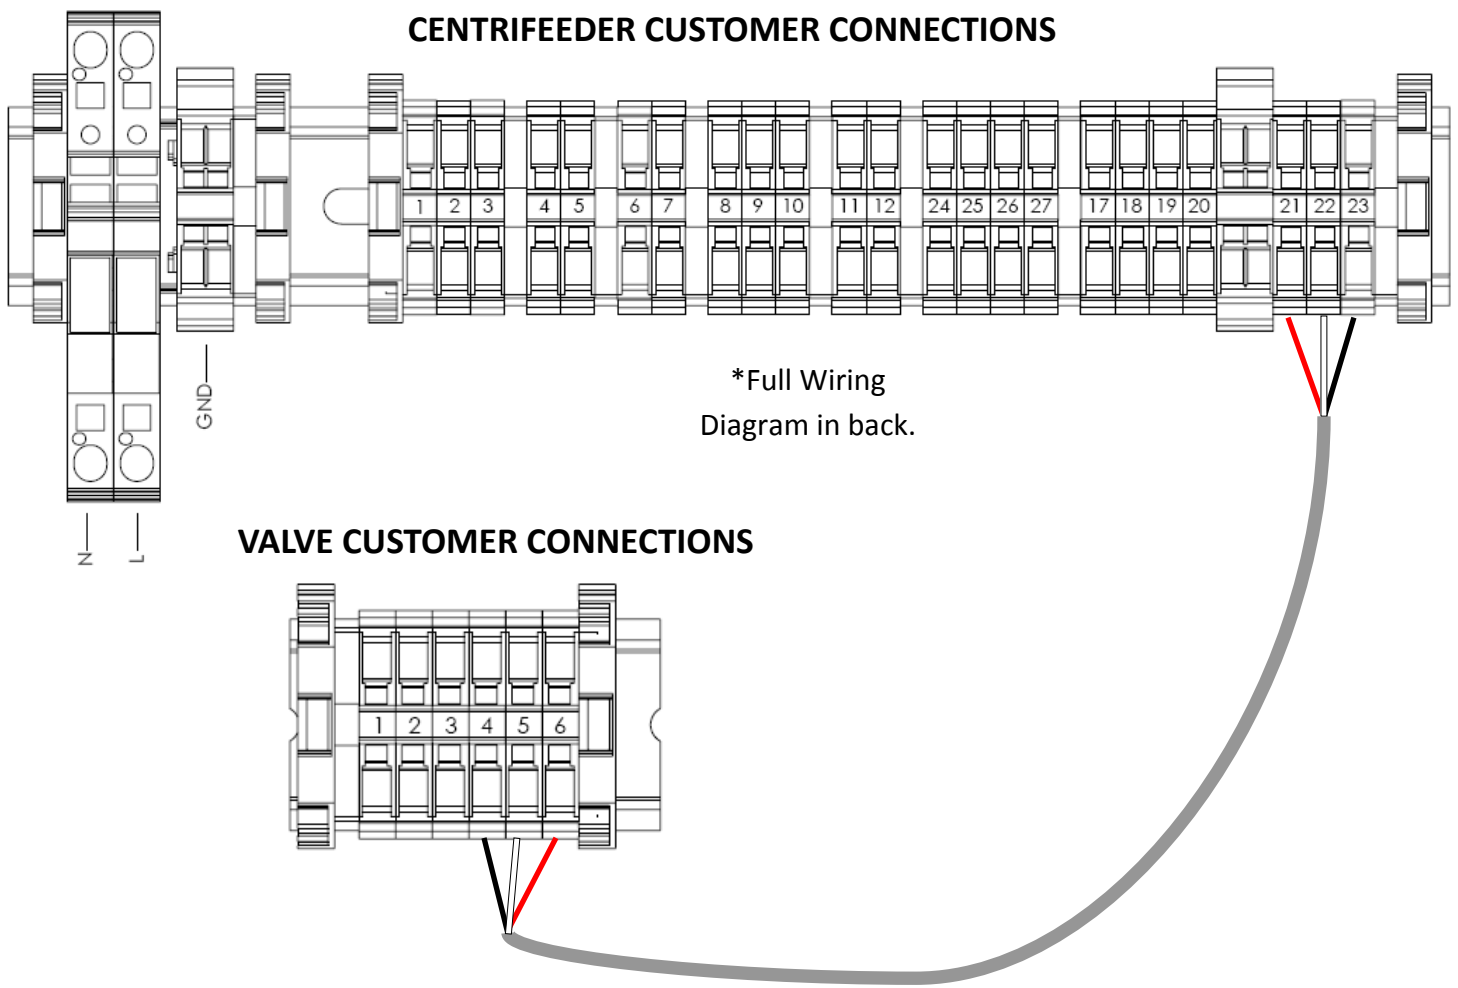 CENTRIFEEDER CUSTOMER CONNECTIONS
1 2 3 4 5 6 7 8 9 10 11 12 24 25 26 27 17 18 19 20 21 22 23
*Full Wiring
Diagram in back.
GND
N
L
VALVE CUSTOMER CONNECTIONS
1 2 3 4 5 6